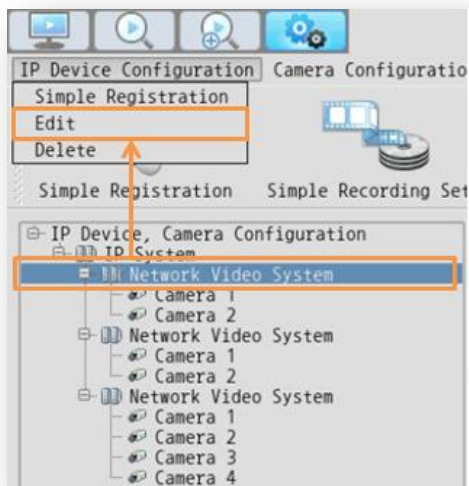 IP Device Configuration Camera Configuratio
Simple Registration
Edit
Delete
Simple Registration Simple Recording Set
IP Device, Camera Configuration
IP System
Network Video System
Camera 1
Camera 2
Network Video System
Camera 1
Camera 2
Network Video System
Camera 1
Camera 2
Camera 3
Camera 4